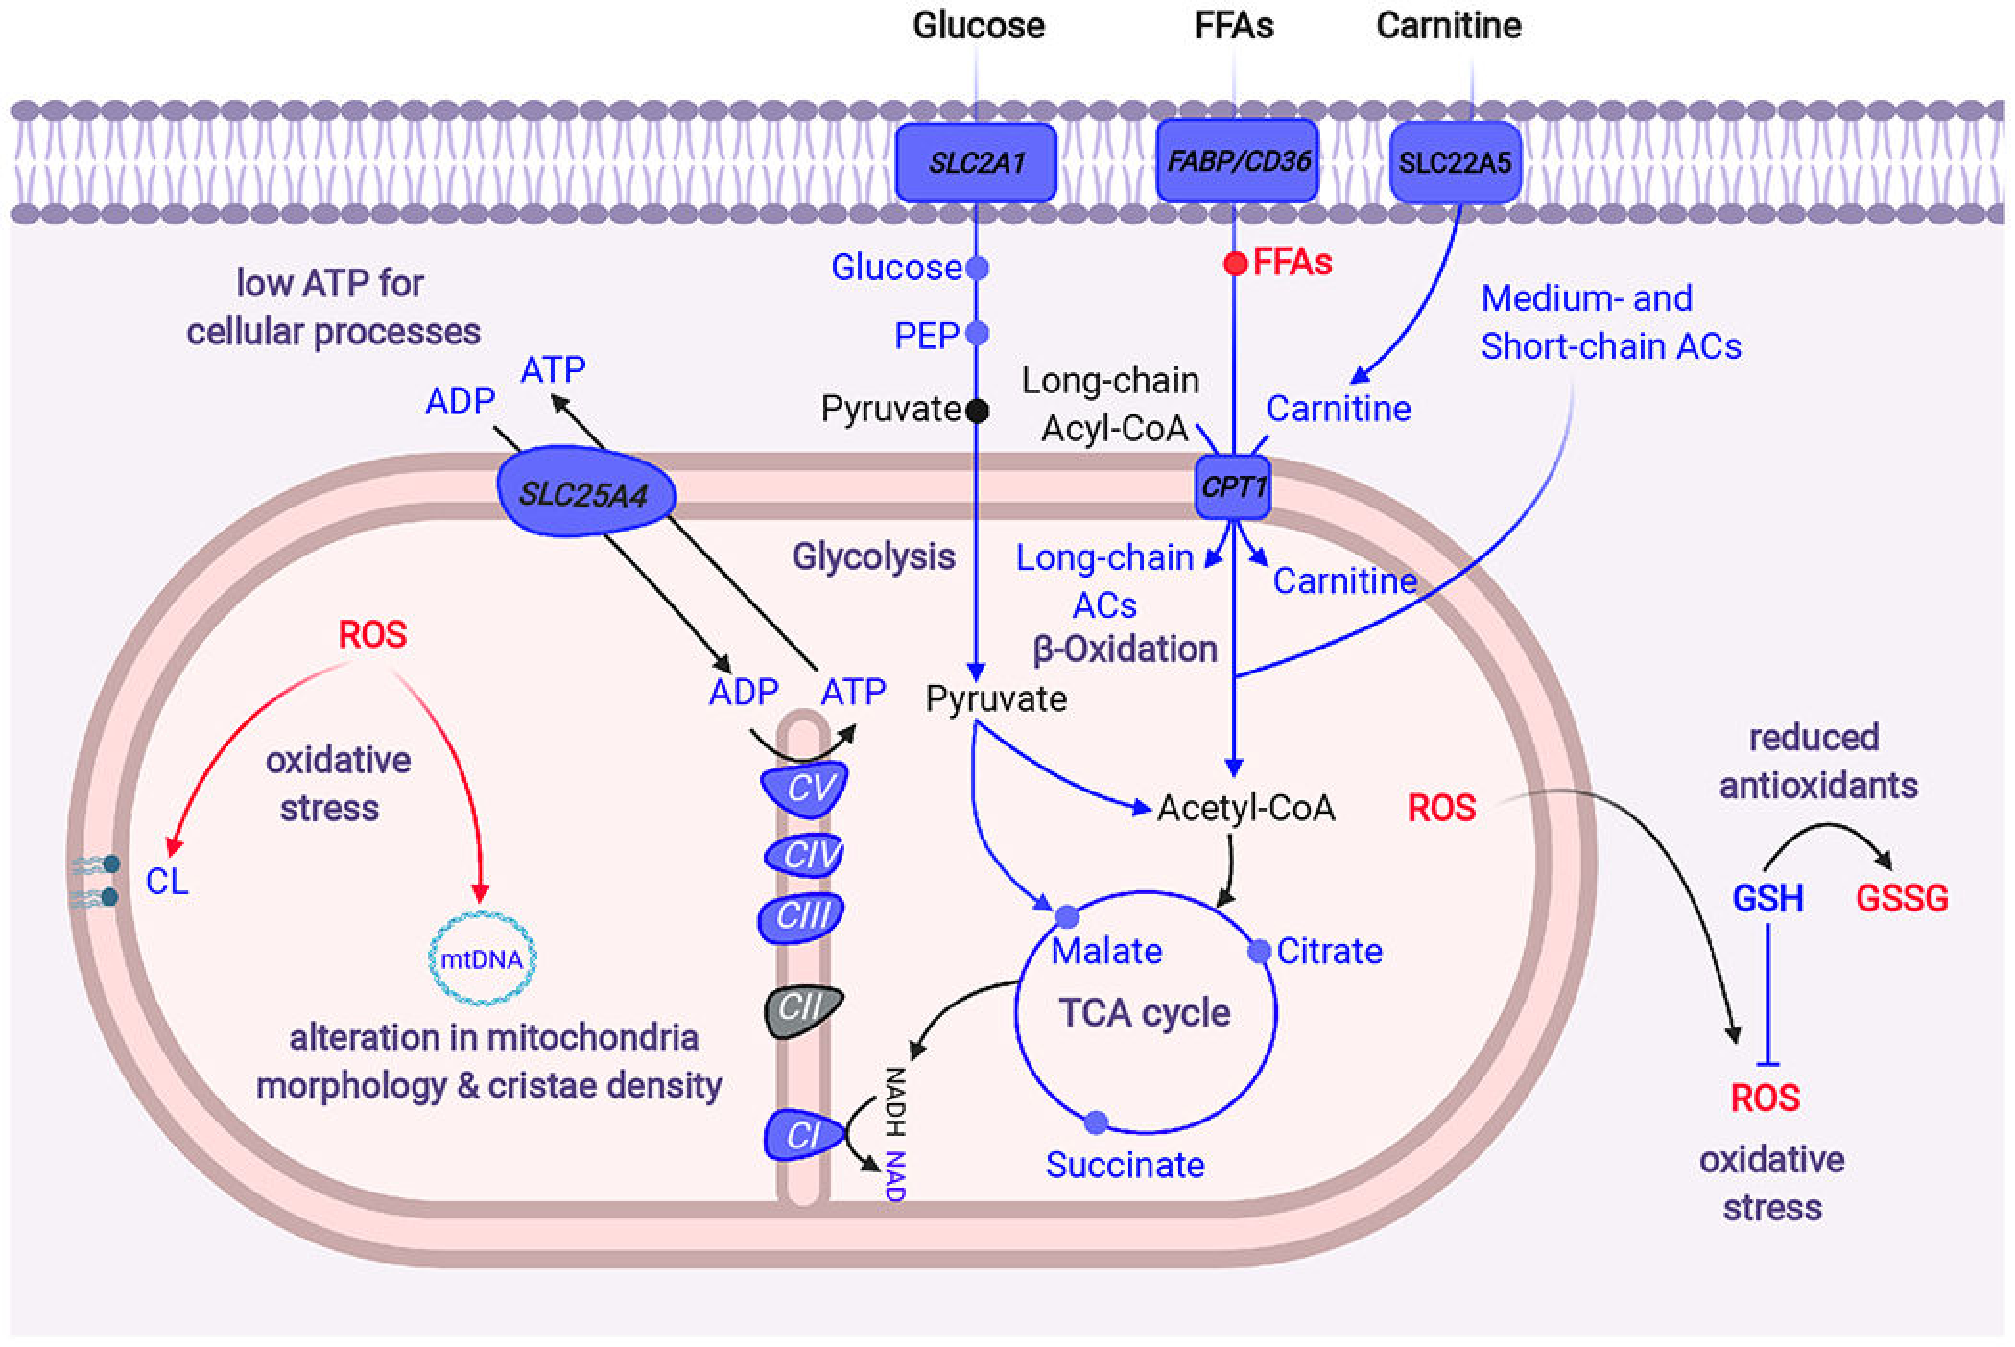 Glucose
FFAs
Carnitine
SLC2A1
FABP/CD36
SLC22A5
low ATP for
cellular processes
Glucose
FFAs
PEP
Medium- and
Short-chain ACs
ADP
ATP
Pyruvate
Long-chain
Acyl-CoA
Carnitine
SLC25A4
CPT1
Glycolysis
Long-chain
ACs
Carnitine
β-Oxidation
ROS
oxidative
stress
ADP
ATP
Pyruvate
Acetyl-CoA
ROS
reduced
antioxidants
CL
mtDNA
CV
CIV
CIII
CII
CI
GSH
GSSG
Malate
Citrate
TCA cycle
alteration in mitochondria
morphology & cristae density
NADH
NAD
Succinate
ROS
oxidative
stress